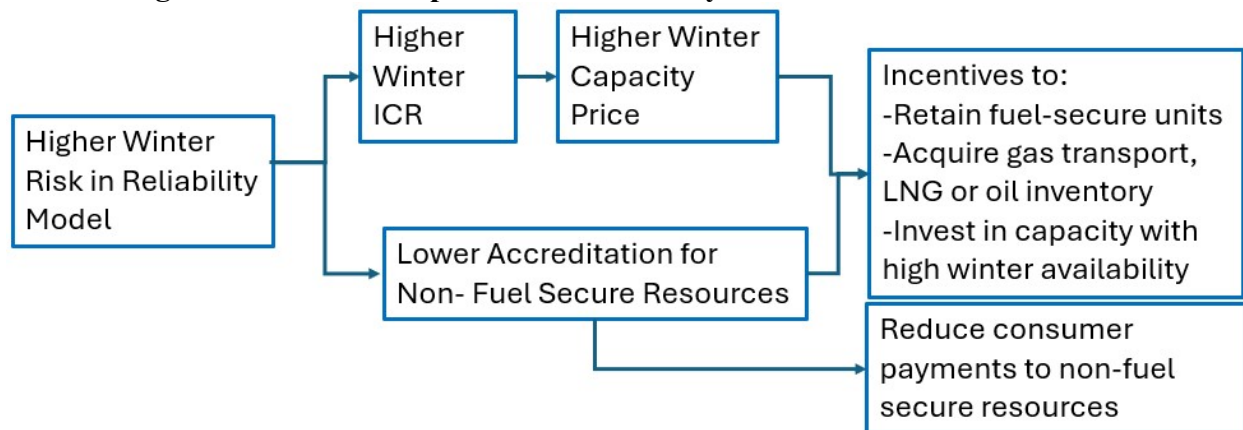 Higher Winter
Risk in Reliability
Model
Higher
Winter
ICR
Higher Winter
Capacity
Price
Lower Accreditation for
Non- Fuel Secure Resources
Incentives to:
-Retain fuel-secure units
-Acquire gas transport,
LNG or oil inventory
-Invest in capacity with
high winter availability
Reduce consumer
payments to non-fuel
secure resources